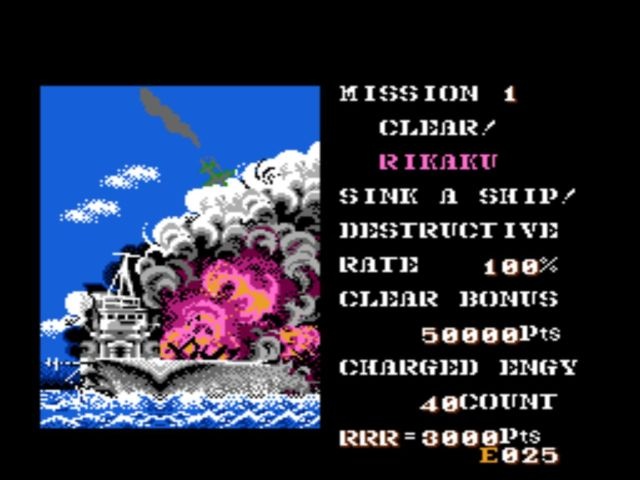 MISSION 1
CLEAR!
RIKAKU
SINK A SHIP!
DESTRUCTIVE
RATE 100%
CLEAR BONUS
50000Pts
CHARGED ENGY
40COUNT
RRR=3000Pts
E025